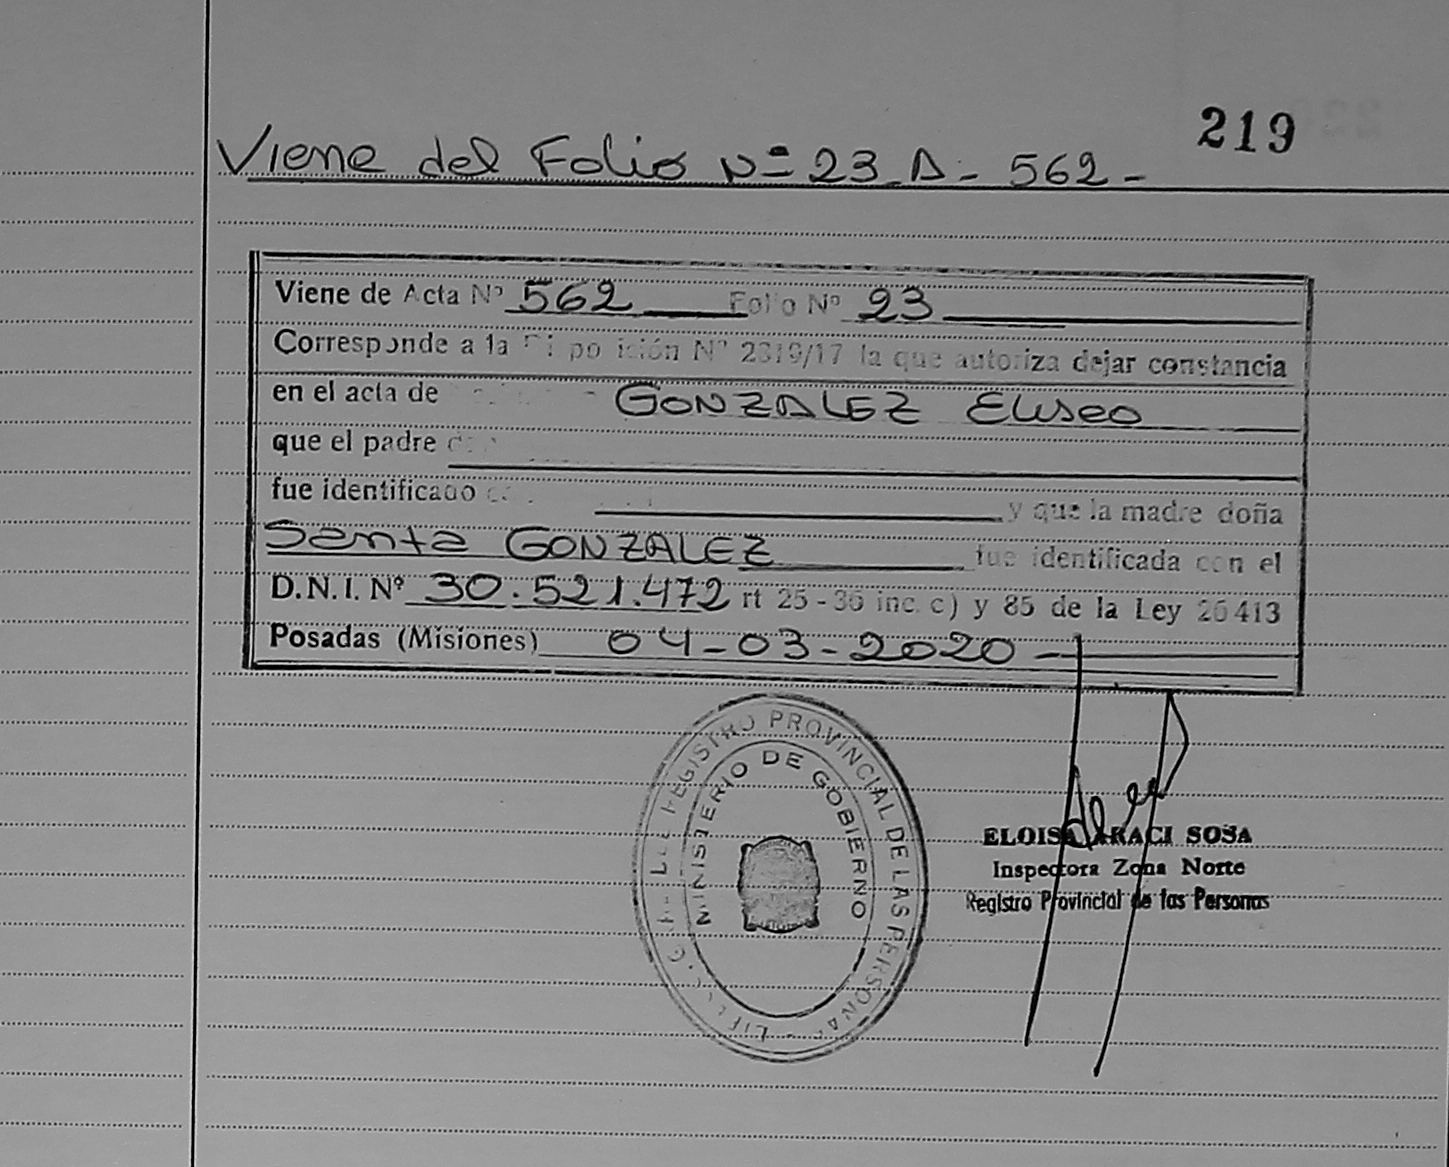 219
Viene del Folio Nº 23 A- 562-
Viene de Acta Nº 562 Folio Nº 23
Corresponde a la Disposición Nº 2319/17 la que autoriza dejar constancia
en el acta de GONZALEZ Eliseo
que el padre
fue identificado y que la madre doña
Santa GONZALEZ fue identificada con el
D.N.I. Nº 30.521.472 rt 25-36 inc. c) y 85 de la Ley 26413
Posadas (Misiones) 04-03-2020-
REGISTRO PROVINCIAL DE LAS PERSONAS
MINISTERIO DE GOBIERNO
ELOISA ARACI SOSA
Inspectora Zona Norte
Registro Provincial de las Personas